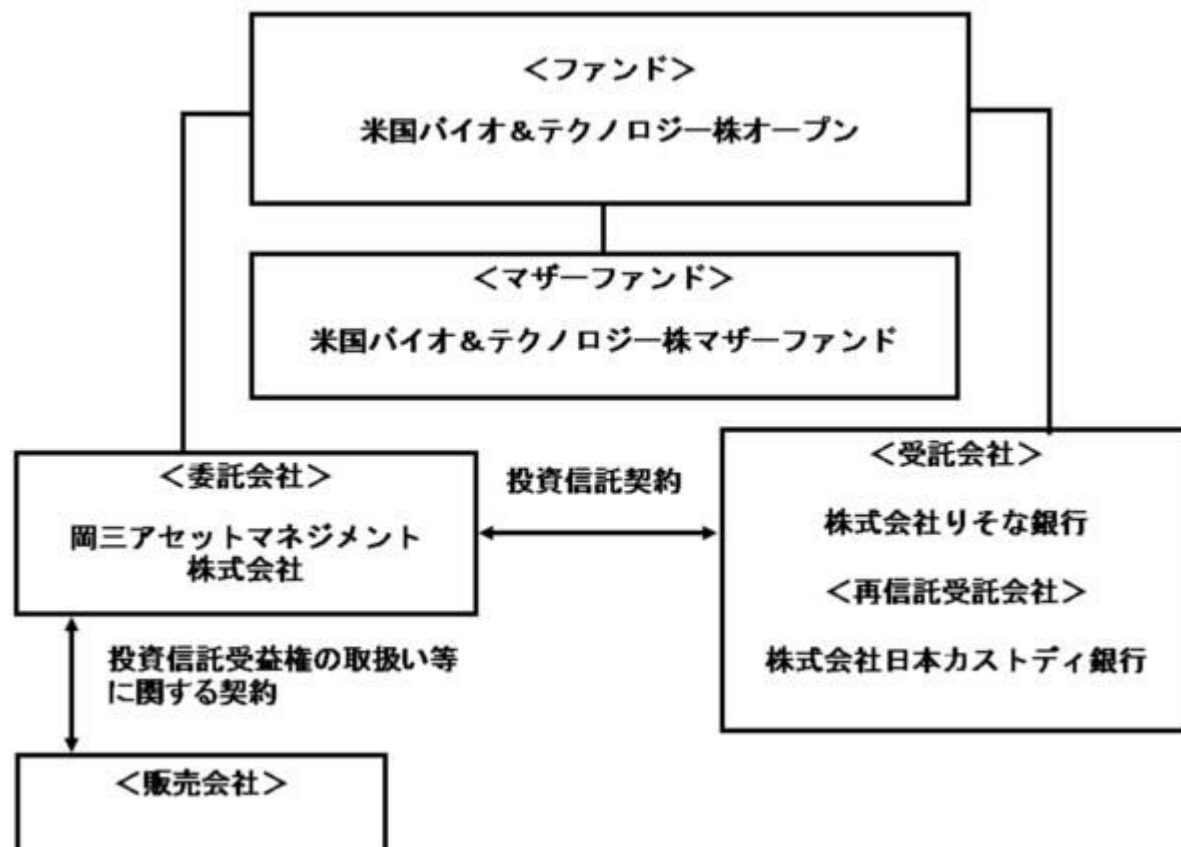 ＜ファンド＞
米国バイオ＆テクノロジー株オープン
＜マザーファンド＞
米国バイオ＆テクノロジー株マザーファンド
＜委託会社＞
岡三アセットマネジメント
株式会社
投資信託契約
＜受託会社＞
株式会社りそな銀行
＜再信託受託会社＞
株式会社日本カストディ銀行
投資信託受益権の取扱い等
に関する契約
＜販売会社＞